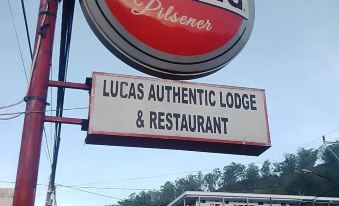 Pilsener
LUCAS AUTHENTIC LODGE
& RESTAURANT